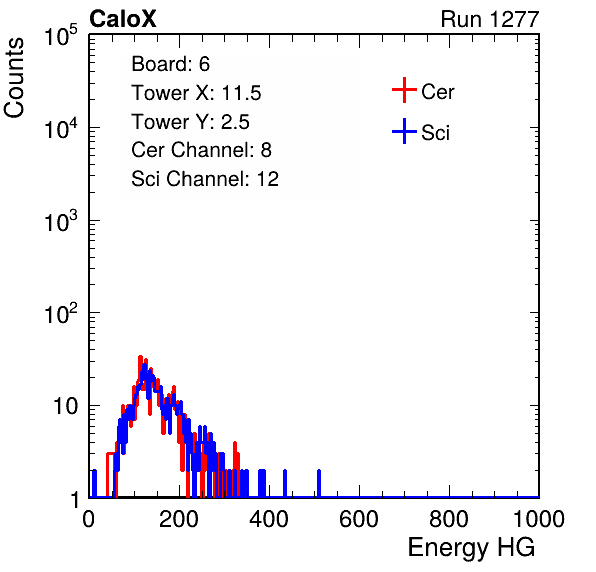 CaloX Run 1277
Counts
10^5
10^4
10^3
10^2
10
1
Board: 6
Tower X: 11.5
Tower Y: 2.5
Cer Channel: 8
Sci Channel: 12
Cer
Sci
0 200 400 600 800 1000
Energy HG